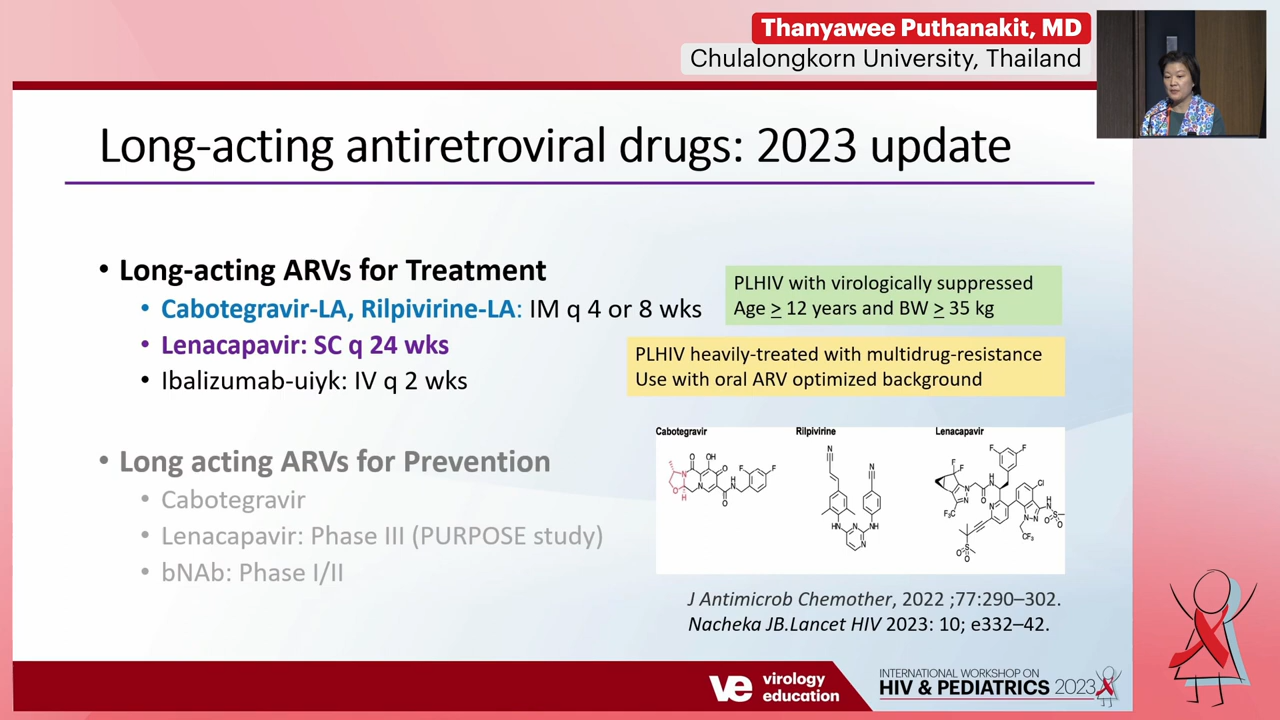 Thanyawee Puthanakit, MD
Chulalongkorn University, Thailand
Long-acting antiretroviral drugs: 2023 update
• Long-acting ARVs for Treatment
• Cabotegravir-LA, Rilpivirine-LA: IM q 4 or 8 wks
• Lenacapavir: SC q 24 wks
• Ibalizumab-uiyk: IV q 2 wks
PLHIV with virologically suppressed
Age ≥ 12 years and BW ≥ 35 kg
PLHIV heavily-treated with multidrug-resistance
Use with oral ARV optimized background
• Long acting ARVs for Prevention
• Cabotegravir
• Lenacapavir: Phase III (PURPOSE study)
• bNAb: Phase I/II
Cabotegravir
Rilpivirine
Lenacapavir
J Antimicrob Chemother, 2022 ;77:290–302.
Nacheka JB.Lancet HIV 2023: 10; e332–42.
ve virology
education
INTERNATIONAL WORKSHOP ON
HIV & PEDIATRICS 2023